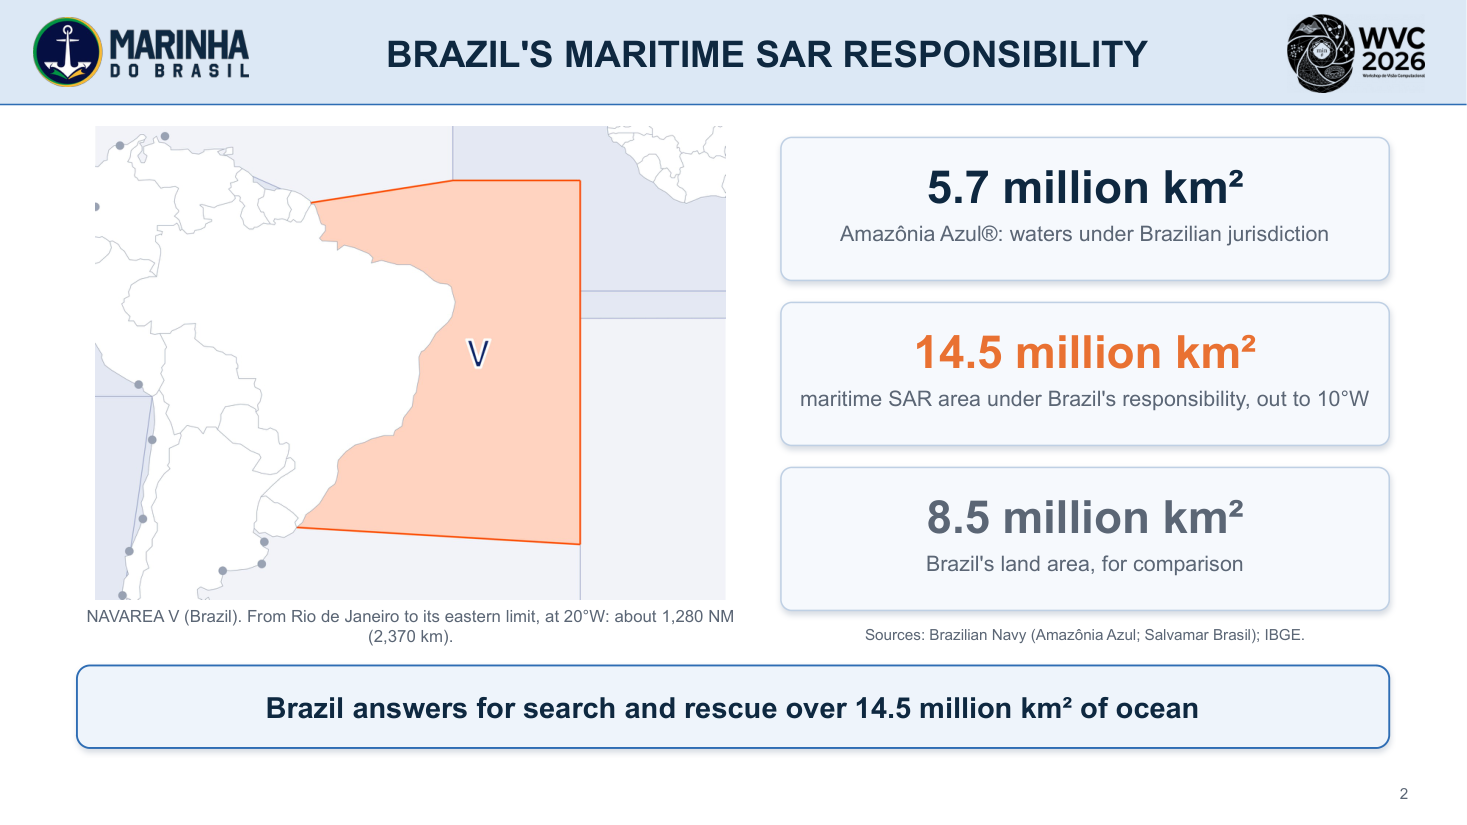 MARINHA
DO BRASIL
BRAZIL'S MARITIME SAR RESPONSIBILITY
WVC
2026
Workshop de Visão Computacional
V
NAVAREA V (Brazil). From Rio de Janeiro to its eastern limit, at 20°W: about 1,280 NM
(2,370 km).
5.7 million km²
Amazônia Azul®: waters under Brazilian jurisdiction
14.5 million km²
maritime SAR area under Brazil's responsibility, out to 10°W
8.5 million km²
Brazil's land area, for comparison
Sources: Brazilian Navy (Amazônia Azul; Salvamar Brasil); IBGE.
Brazil answers for search and rescue over 14.5 million km² of ocean
2